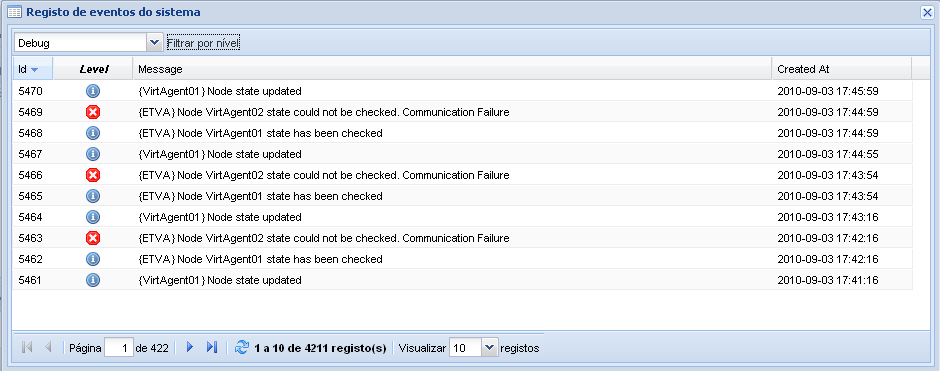 Registo de eventos do sistema
Debug Filtrar por nível
Id Level Message Created At
5470 {VirtAgent01} Node state updated 2010-09-03 17:45:59
5469 {ETVA} Node VirtAgent02 state could not be checked. Communication Failure 2010-09-03 17:44:59
5468 {ETVA} Node VirtAgent01 state has been checked 2010-09-03 17:44:59
5467 {VirtAgent01} Node state updated 2010-09-03 17:44:55
5466 {ETVA} Node VirtAgent02 state could not be checked. Communication Failure 2010-09-03 17:43:54
5465 {ETVA} Node VirtAgent01 state has been checked 2010-09-03 17:43:54
5464 {VirtAgent01} Node state updated 2010-09-03 17:43:16
5463 {ETVA} Node VirtAgent02 state could not be checked. Communication Failure 2010-09-03 17:42:16
5462 {ETVA} Node VirtAgent01 state has been checked 2010-09-03 17:42:16
5461 {VirtAgent01} Node state updated 2010-09-03 17:41:16
Página 1 de 422 1 a 10 de 4211 registo(s) Visualizar 10 registos